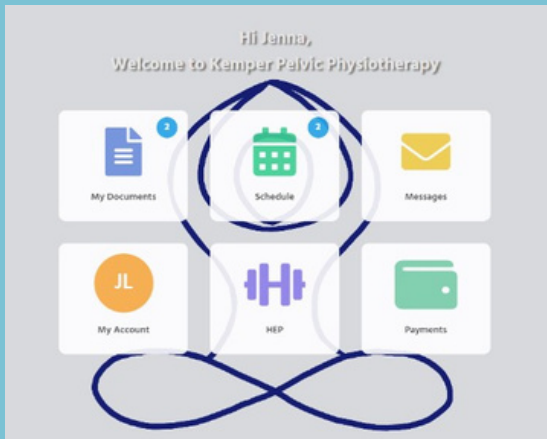 Hi Jenna,
Welcome to Kemper Pelvic Physiotherapy
2
2
My Documents
Schedule
Messages
JL
My Account
HEP
Payments